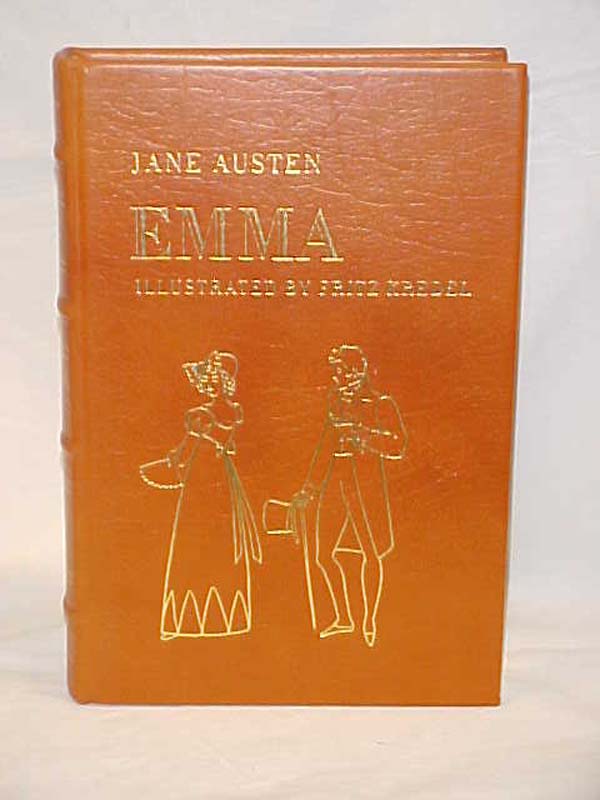 JANE AUSTEN
EMMA
ILLUSTRATED BY FRITZ KREDEL